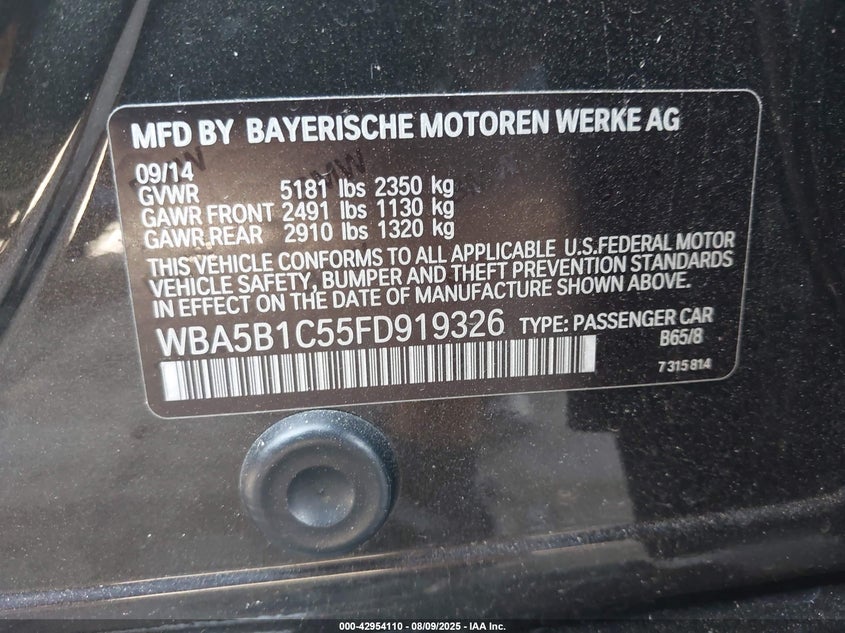 MFD BY BAYERISCHE MOTOREN WERKE AG
09/14
GVWR 5181 lbs 2350 kg
GAWR FRONT 2491 lbs 1130 kg
GAWR REAR 2910 lbs 1320 kg
THIS VEHICLE CONFORMS TO ALL APPLICABLE U.S.FEDERAL MOTOR
VEHICLE SAFETY, BUMPER AND THEFT PREVENTION STANDARDS
IN EFFECT ON THE DATE OF MANUFACTURE SHOWN ABOVE.
WBA5B1C55FD919326 TYPE: PASSENGER CAR
B65/8
7 315 814
000-42954110 - 08/09/2025 - IAA Inc.